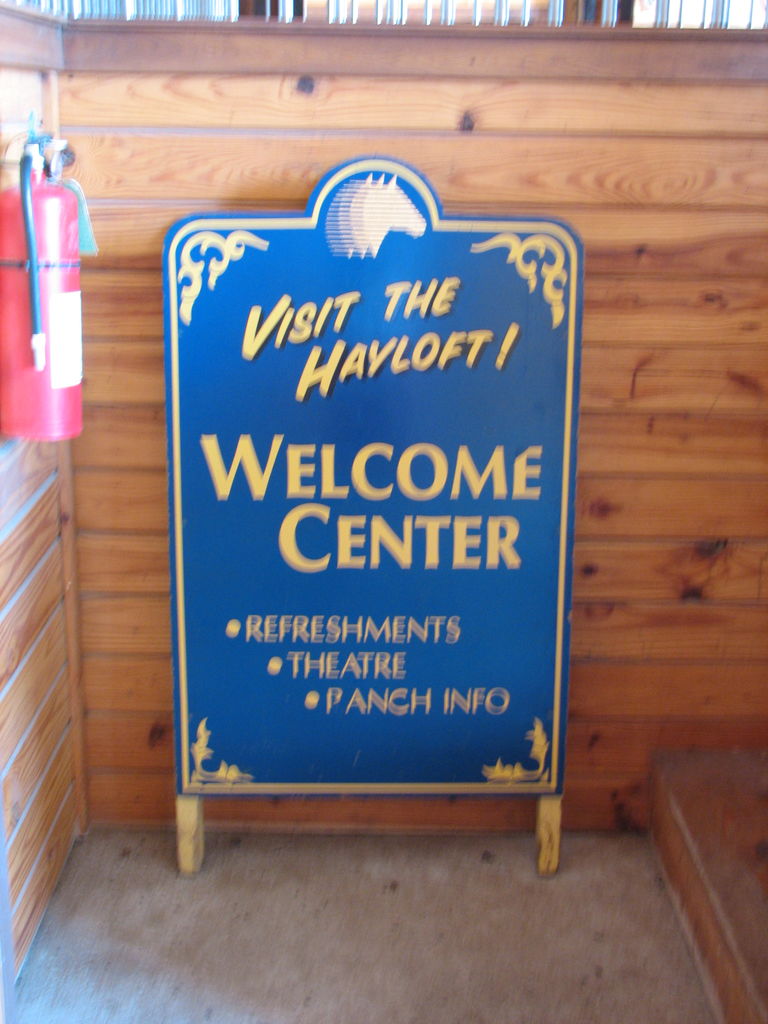 VISIT THE
HAYLOFT!
WELCOME
CENTER
• REFRESHMENTS
• THEATRE
• RANCH INFO